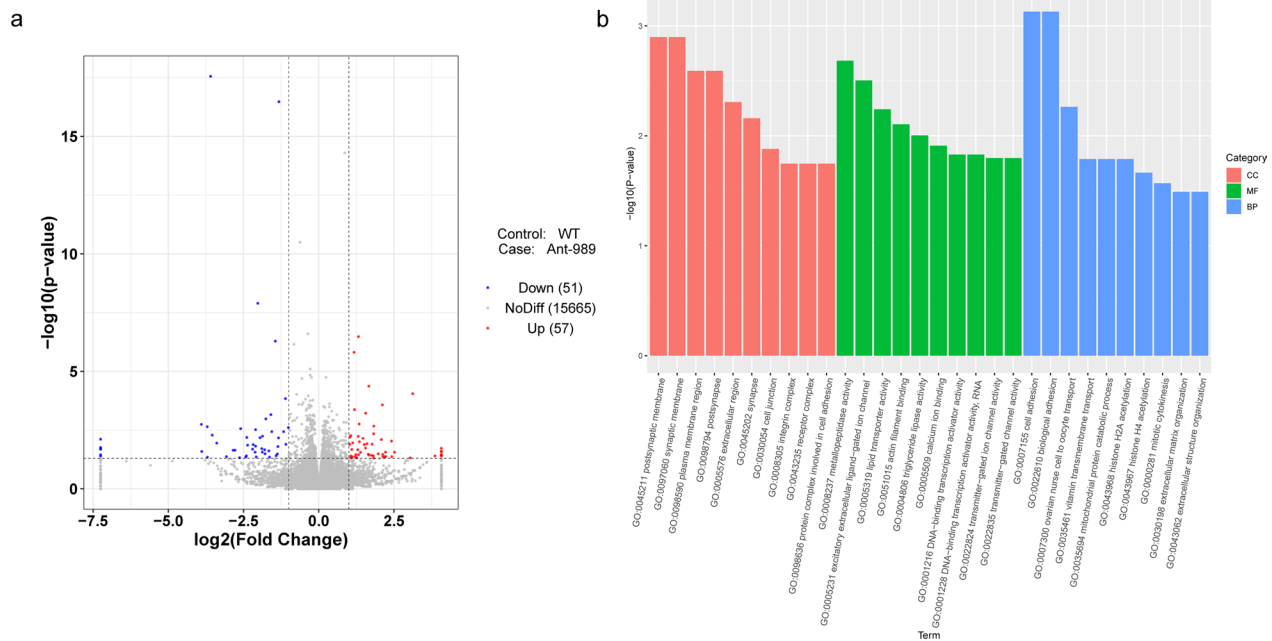 a
−log10(p−value)
15
10
5
0
−7.5
−5.0
−2.5
0.0
2.5
log2(Fold Change)
Control: WT
Case: Ant-989
Down (51)
NoDiff (15665)
Up (57)
b
−log10(P−value)
3
2
1
0
GO:0045211 postsynaptic membrane
GO:0097060 synaptic membrane
GO:0098590 plasma membrane region
GO:0098794 postsynapse
GO:0005576 extracellular region
GO:0045202 synapse
GO:0030054 cell junction
GO:0008305 integrin complex
GO:0043235 receptor complex
GO:0098636 protein complex involved in cell adhesion
GO:0008237 metallopeptidase activity
GO:0005231 excitatory extracellular ligand−gated ion channel
GO:0005319 lipid transporter activity
GO:0051015 actin filament binding
GO:0004806 triglyceride lipase activity
GO:0005509 calcium ion binding
GO:0001216 DNA−binding transcription activator activity
GO:0001228 DNA−binding transcription activator activity, RNA
GO:0022824 transmitter−gated ion channel activity
GO:0022835 transmitter−gated channel activity
GO:0007155 cell adhesion
GO:0022610 biological adhesion
GO:0007300 ovarian nurse cell to oocyte transport
GO:0035461 vitamin transmembrane transport
GO:0035694 mitochondrial protein catabolic process
GO:0043968 histone H2A acetylation
GO:0043967 histone H4 acetylation
GO:0000281 mitotic cytokinesis
GO:0030198 extracellular matrix organization
GO:0043062 extracellular structure organization
Term
Category
CC
MF
BP